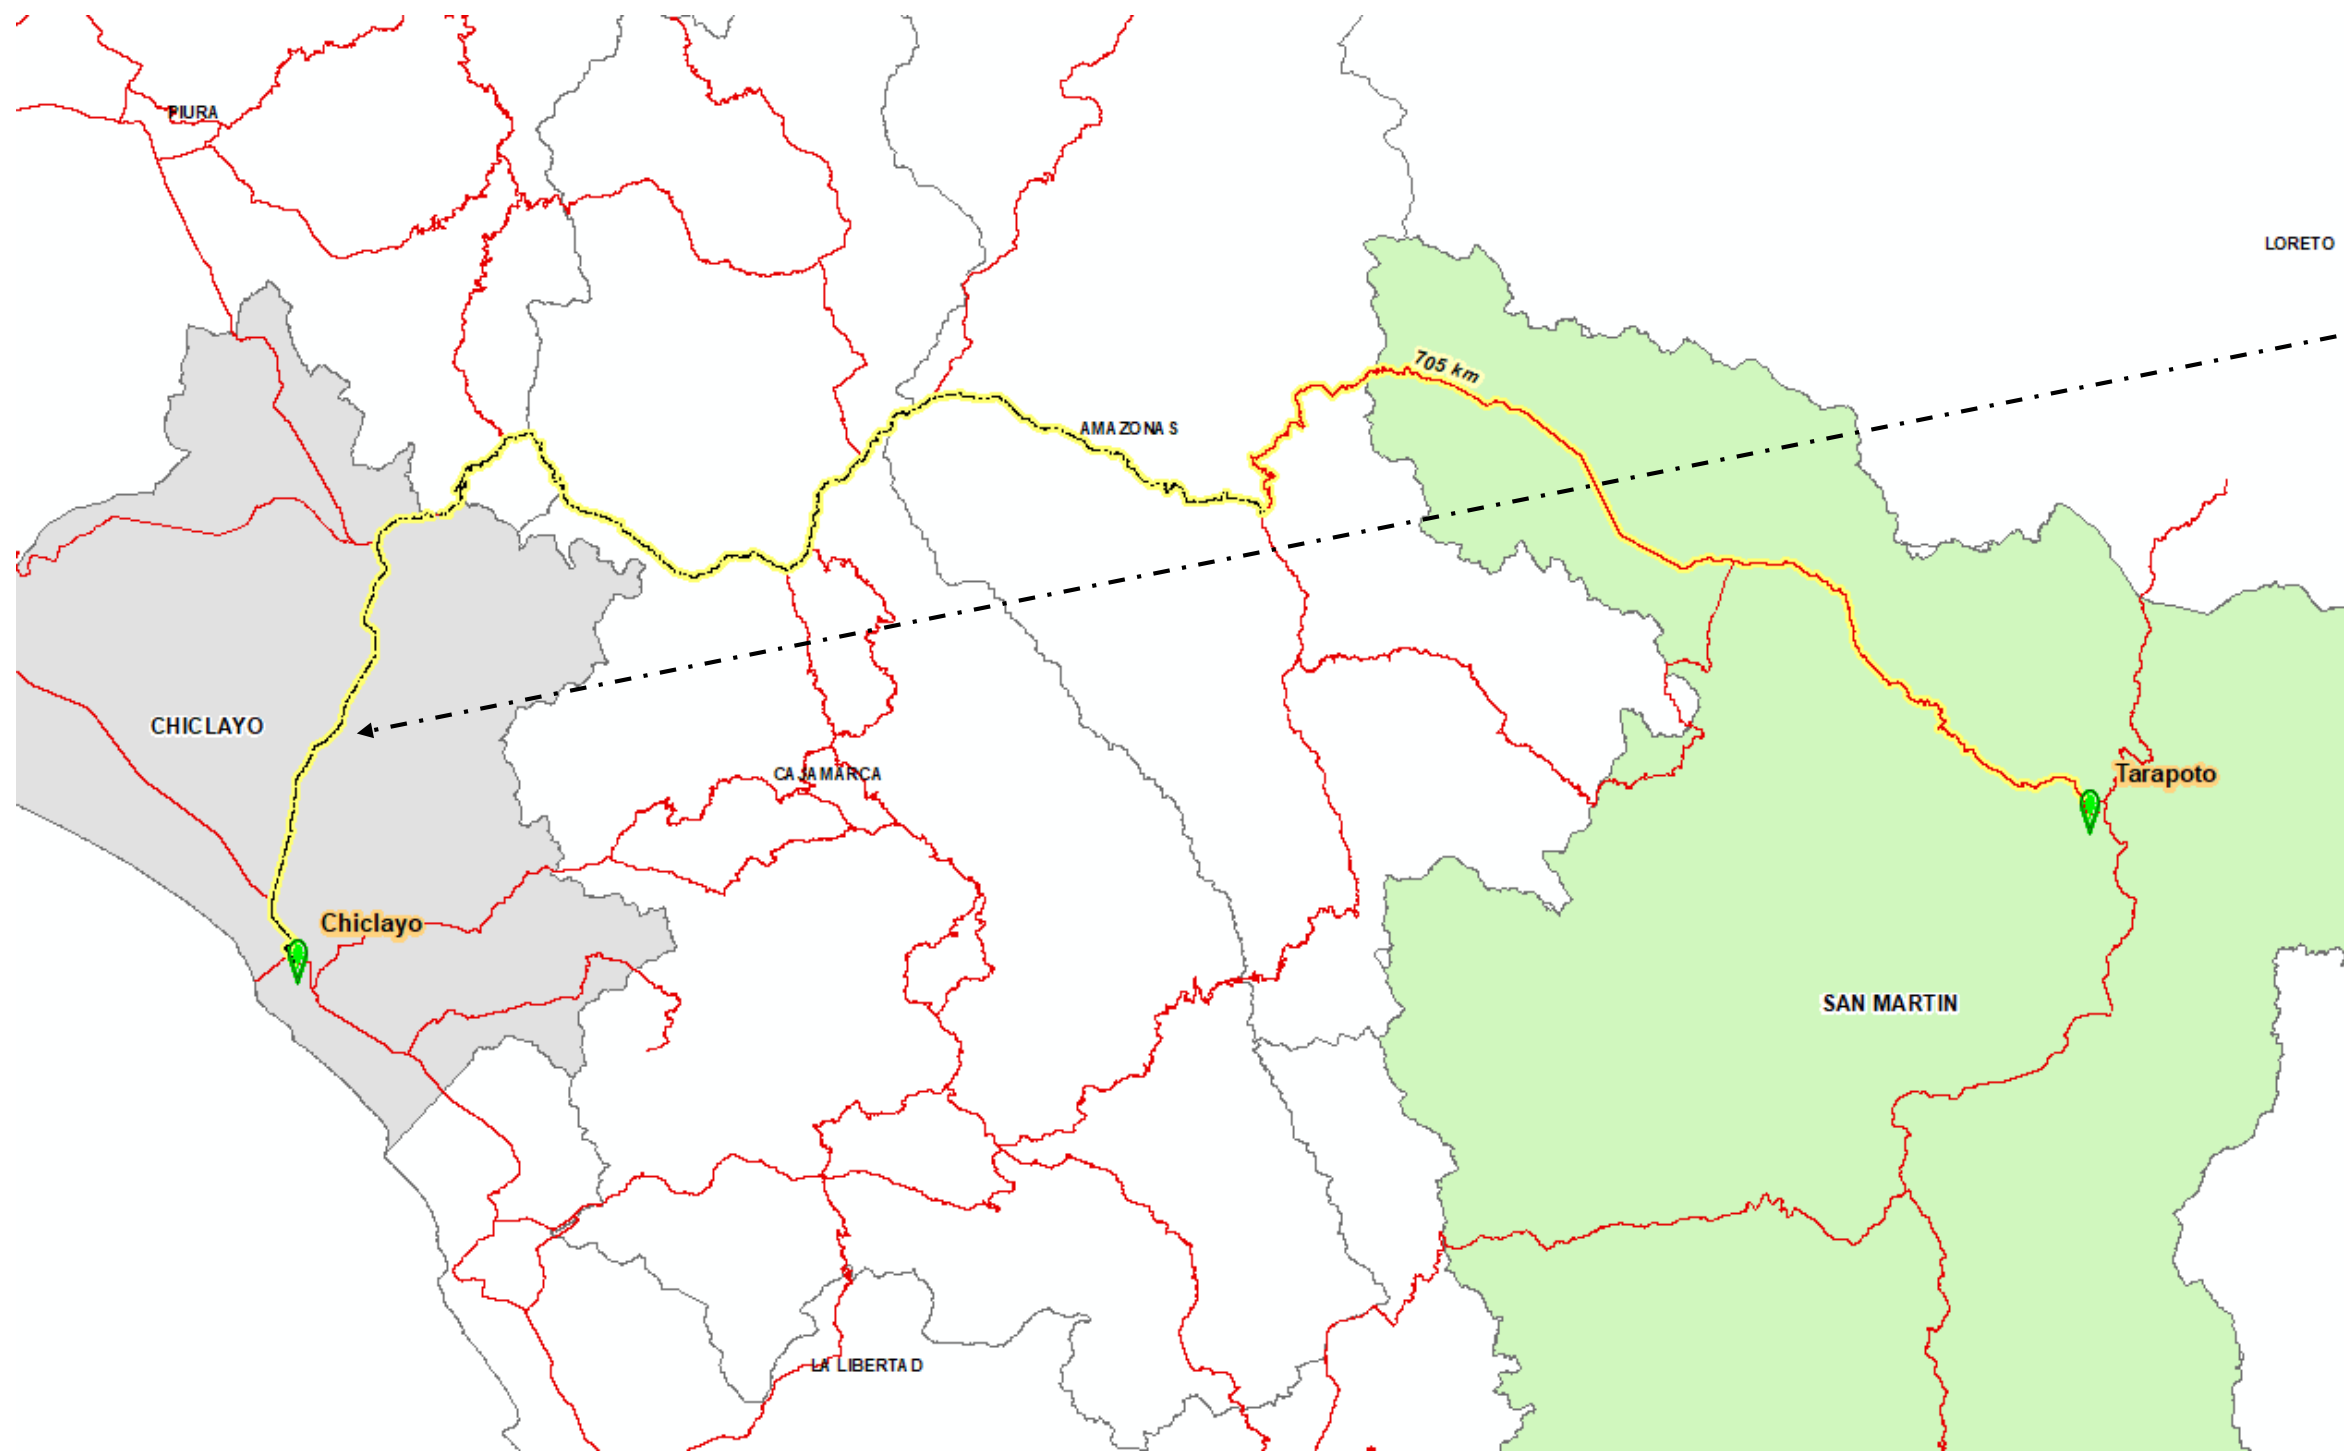 PIURA
LORETO
705 km
AMAZONAS
CHICLAYO
CAJAMARCA
Tarapoto
Chiclayo
SAN MARTIN
LA LIBERTAD